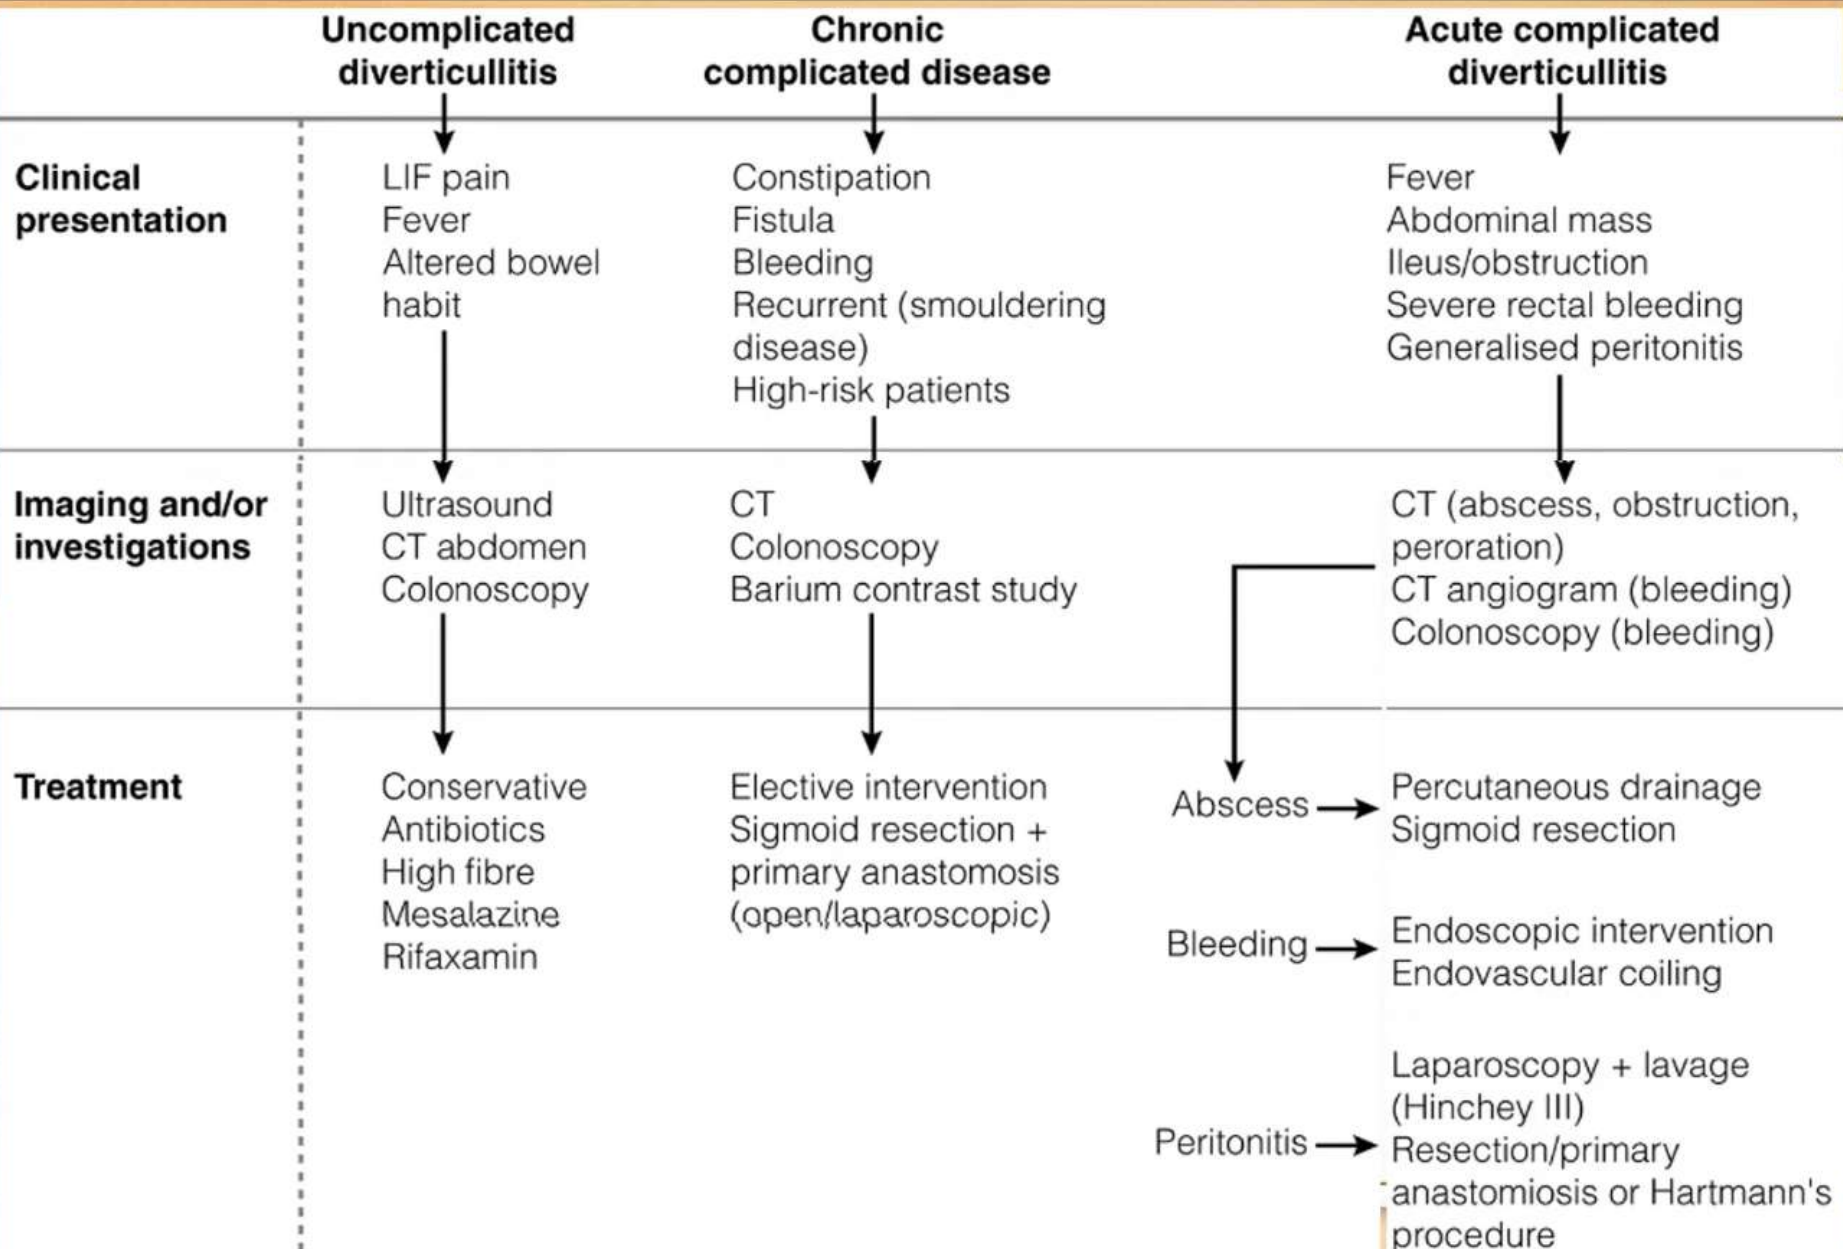 Uncomplicated
diverticullitis
Chronic
complicated disease
Acute complicated
diverticullitis
Clinical
presentation
LIF pain
Fever
Altered bowel
habit
Constipation
Fistula
Bleeding
Recurrent (smouldering
disease)
High-risk patients
Fever
Abdominal mass
Ileus/obstruction
Severe rectal bleeding
Generalised peritonitis
Imaging and/or
investigations
Ultrasound
CT abdomen
Colonoscopy
CT
Colonoscopy
Barium contrast study
CT (abscess, obstruction,
peroration)
CT angiogram (bleeding)
Colonoscopy (bleeding)
Treatment
Conservative
Antibiotics
High fibre
Mesalazine
Rifaxamin
Elective intervention
Sigmoid resection +
primary anastomosis
(open/laparoscopic)
Abscess
Percutaneous drainage
Sigmoid resection
Bleeding
Endoscopic intervention
Endovascular coiling
Peritonitis
Laparoscopy + lavage
(Hinchey III)
Resection/primary
anastomiosis or Hartmann's
procedure